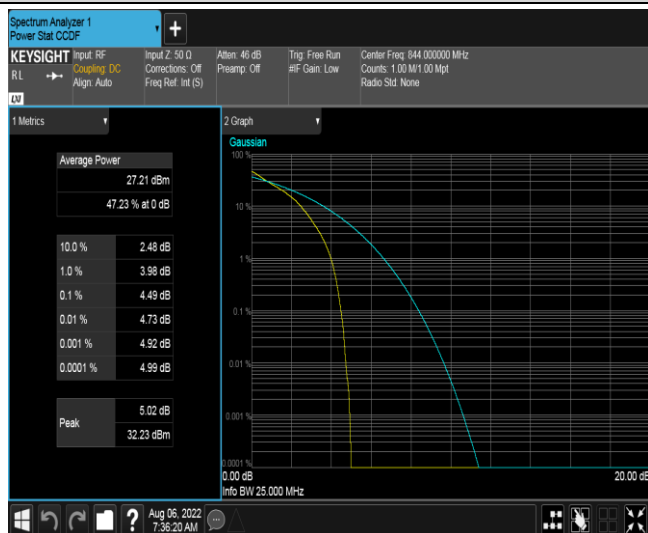 Spectrum Analyzer 1
Power Stat CCDF
+
KEYSIGHT
RL
LXI
Input: RF
Coupling: DC
Align: Auto
Input Z: 50 Ω
Corrections: Off
Freq Ref: Int (S)
Atten: 46 dB
Preamp: Off
Trig: Free Run
#IF Gain: Low
Center Freq: 844.000000 MHz
Counts: 1.00 M/1.00 Mpt
Radio Std: None
1 Metrics
Average Power
27.21 dBm
47.23 % at 0 dB
10.0 % 2.48 dB
1.0 % 3.98 dB
0.1 % 4.49 dB
0.01 % 4.73 dB
0.001 % 4.92 dB
0.0001 % 4.99 dB
Peak
5.02 dB
32.23 dBm
2 Graph
Gaussian
100 %
10 %
1 %
0.1 %
0.01 %
0.001 %
0.0001 %
0.00 dB
20.00 dB
Info BW 25.000 MHz
?
Aug 06, 2022
7:36:20 AM